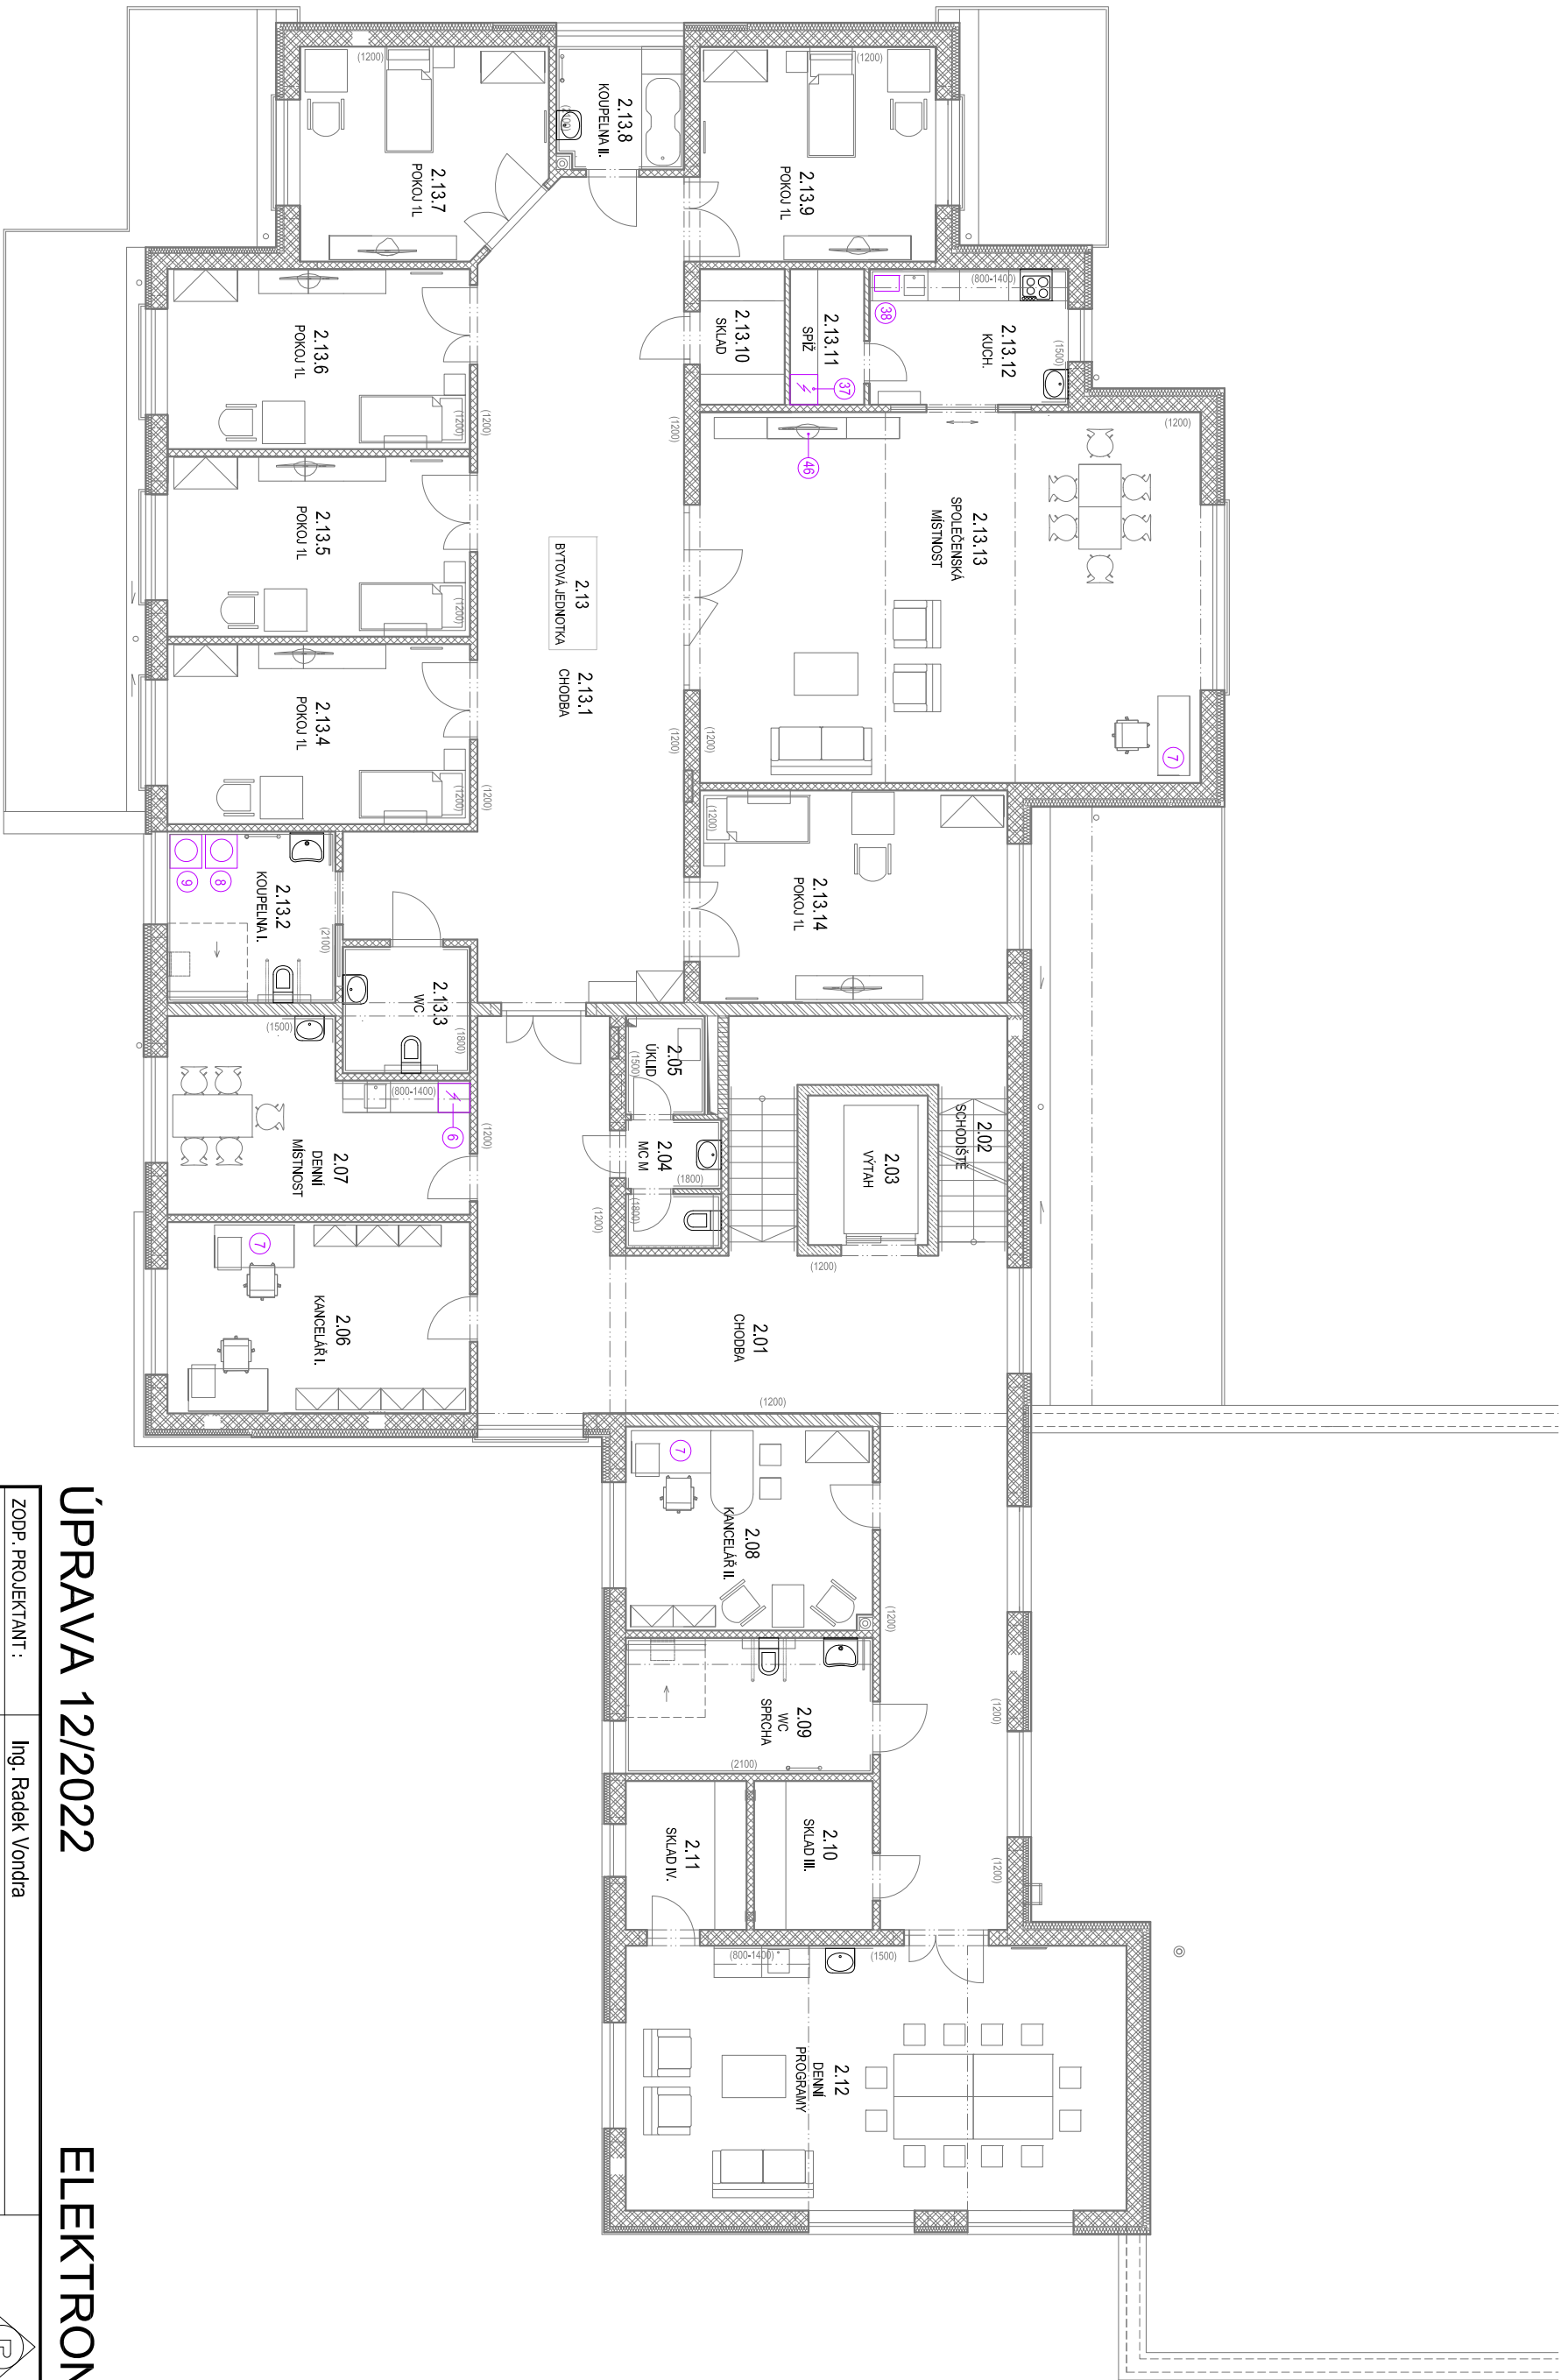 2.13.7
POKOJ 1L
(1200)
2.13.8
KOUPELNA II.
(2100)
2.13.9
POKOJ 1L
(1200)
2.13.6
POKOJ 1L
(1200)
(1200)
2.13.10
SKLAD
2.13.11
SPÍŽ
37
2.13.12
KUCH.
(800-1400)
(1500)
38
2.13.5
POKOJ 1L
(1200)
2.13
BYTOVÁ JEDNOTKA
2.13.1
CHODBA
(1200)
(1200)
2.13.13
SPOLEČENSKÁ
MÍSTNOST
(1200)
(1200)
46
7
2.13.4
POKOJ 1L
(1200)
(1200)
2.13.14
POKOJ 1L
(1200)
2.13.2
KOUPELNA I.
(2100)
9
8
2.13.3
WC
(1800)
2.07
DENNÍ
MÍSTNOST
(1500)
(800-1400)
6
(1200)
2.05
ÚKLID
(1500)
2.04
MC M
(1800)
(1800)
(1200)
2.03
VÝTAH
(1200)
2.02
SCHODIŠTĚ
2.06
KANCELÁŘ I.
7
2.01
CHODBA
(1200)
2.08
KANCELÁŘ II.
7
(1200)
2.09
WC
SPRCHA
(2100)
(1200)
2.10
SKLAD III.
2.11
SKLAD IV.
(1200)
2.12
DENNÍ
PROGRAMY
(800-1400)
(1500)
ÚPRAVA 12/2022
ELEKTRON
ZODP. PROJEKTANT :
Ing. Radek Vondra